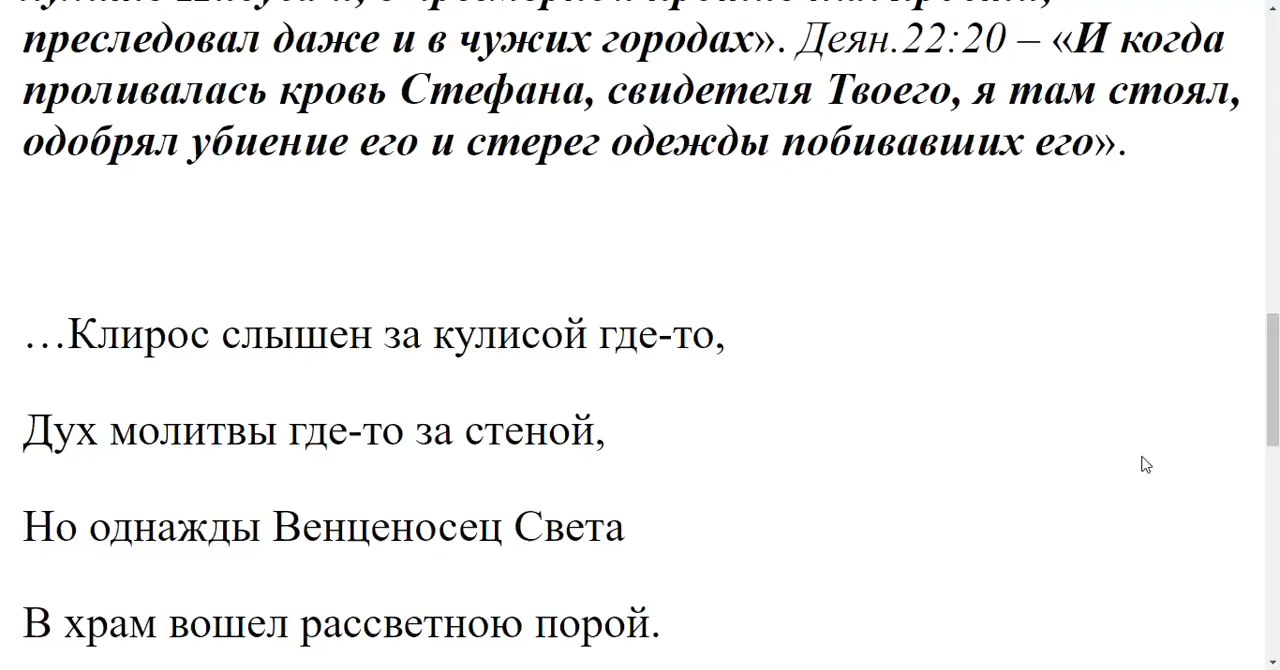 преследовал даже и в чужих городах». Деян.22:20 – «И когда
проливалась кровь Стефана, свидетеля Твоего, я там стоял,
одобрял убиение его и стерег одежды побивавших его».
…Клирос слышен за кулисой где-то,
Дух молитвы где-то за стеной,
Но однажды Венценосец Света
В храм вошел рассветною порой.